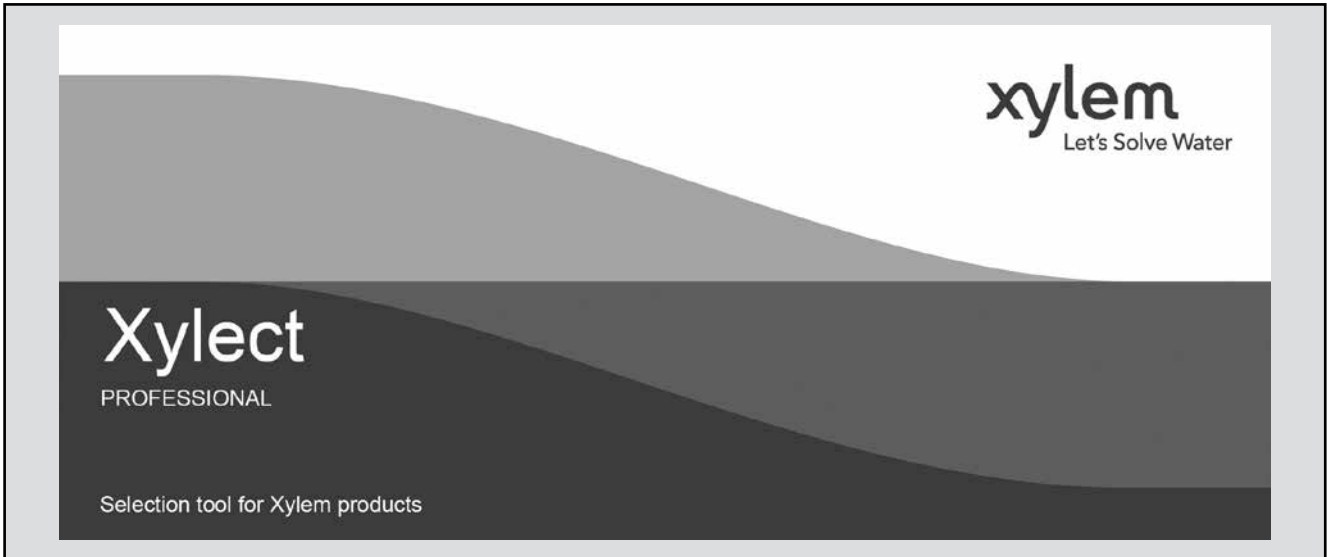 xylem
Let's Solve Water
Xylect
PROFESSIONAL
Selection tool for Xylem products